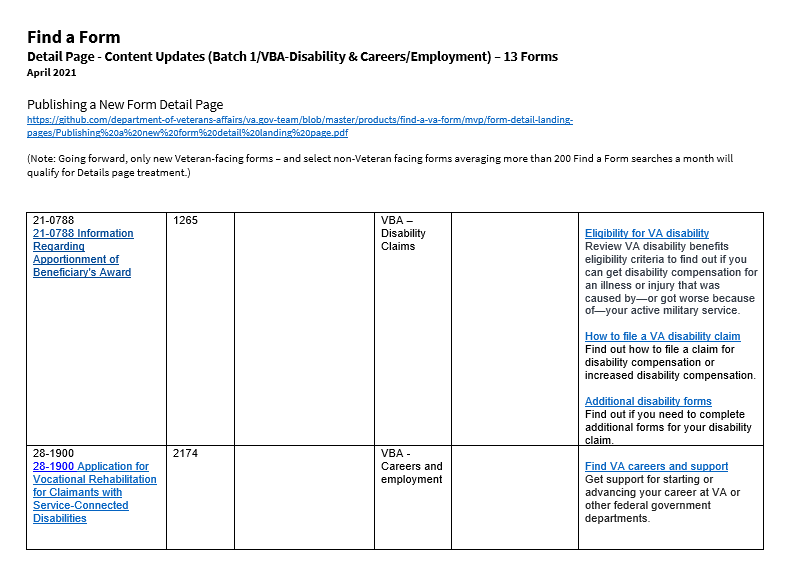 Find a Form
Detail Page - Content Updates (Batch 1/VBA-Disability & Careers/Employment) – 13 Forms
April 2021
Publishing a New Form Detail Page
https://github.com/department-of-veterans-affairs/va.gov-team/blob/master/products/find-a-va-form/mvp/form-detail-landing-
pages/Publishing%20a%20new%20form%20detail%20landing%20page.pdf
(Note: Going forward, only new Veteran-facing forms – and select non-Veteran facing forms averaging more than 200 Find a Form searches a month will
qualify for Details page treatment.)
21-0788
21-0788 Information
Regarding
Apportionment of
Beneficiary's Award
1265
VBA –
Disability
Claims
Eligibility for VA disability
Review VA disability benefits
eligibility criteria to find out if you
can get disability compensation for
an illness or injury that was
caused by—or got worse because
of—your active military service.
How to file a VA disability claim
Find out how to file a claim for
disability compensation or
increased disability compensation.
Additional disability forms
Find out if you need to complete
additional forms for your disability
claim.
28-1900
28-1900 Application for
Vocational Rehabilitation
for Claimants with
Service-Connected
Disabilities
2174
VBA -
Careers and
employment
Find VA careers and support
Get support for starting or
advancing your career at VA or
other federal government
departments.